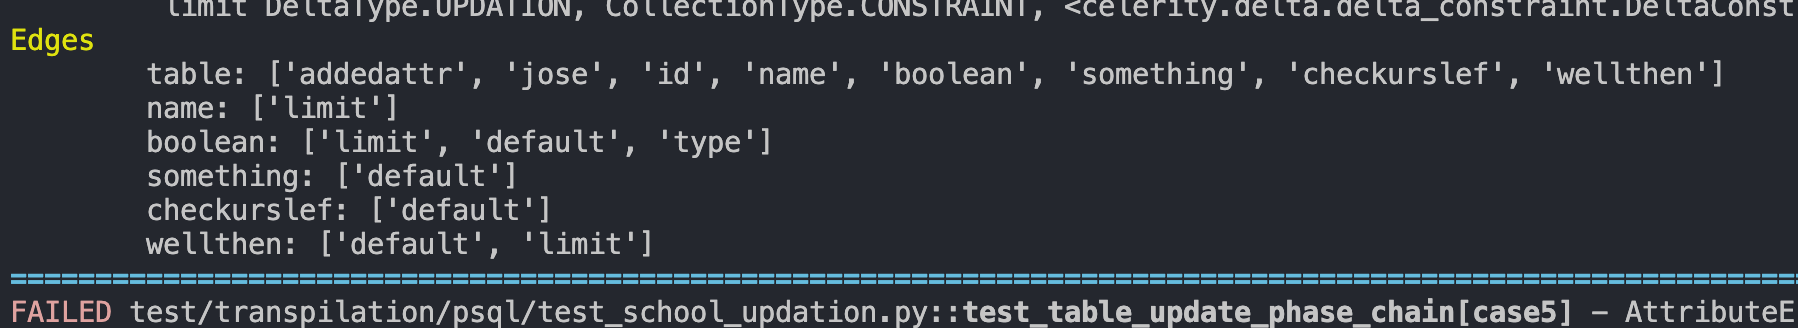 limit DeltaType.UPDATION, CollectionType.CONSTRAINT, <celerity.delta.delta_constraint.DeltaConst
Edges
table: ['addedattr', 'jose', 'id', 'name', 'boolean', 'something', 'checkurslef', 'wellthen']
name: ['limit']
boolean: ['limit', 'default', 'type']
something: ['default']
checkurslef: ['default']
wellthen: ['default', 'limit']
FAILED test/transpilation/psql/test_school_updation.py::test_table_update_phase_chain[case5] - AttributeE